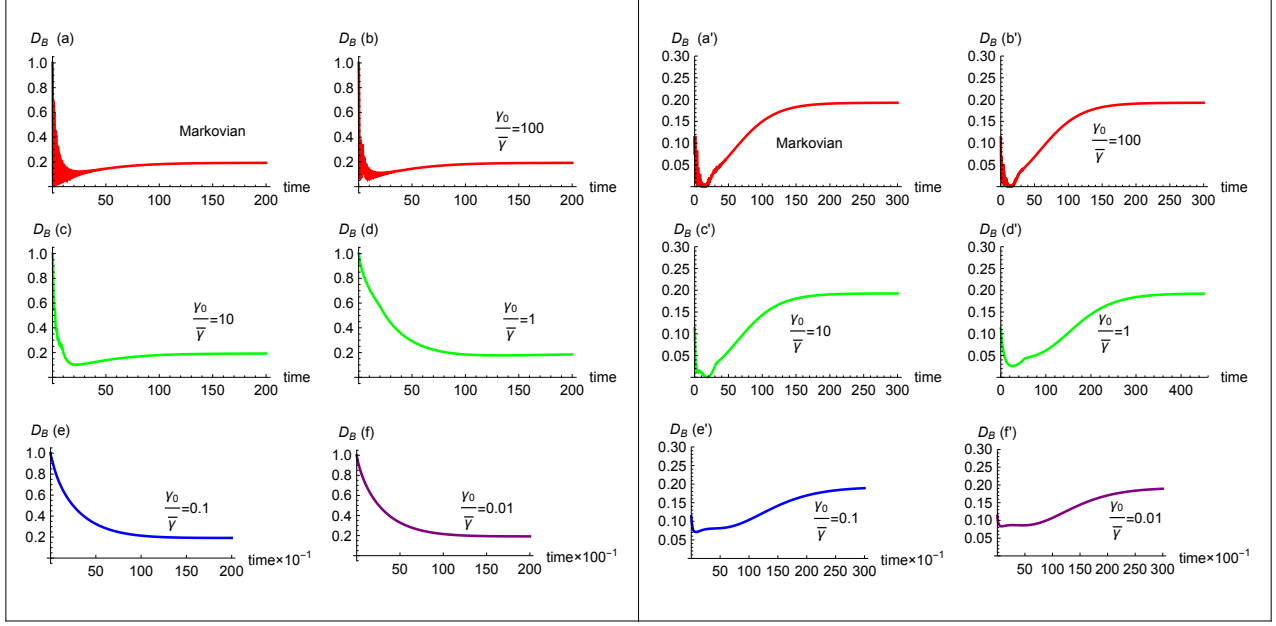 D_B (a)
1.0
0.8
0.6
0.4
0.2
Markovian
50 100 150 200
time
D_B (b)
1.0
0.8
0.6
0.4
0.2
γ0
γ̅ =100
50 100 150 200
time
D_B (c)
1.0
0.8
0.6
0.4
0.2
γ0
γ̅ =10
0 50 100 150 200
time
D_B (d)
1.0
0.8
0.6
0.4
0.2
γ0
γ̅ =1
0 50 100 150 200
time
D_B (e)
1.0
0.8
0.6
0.4
0.2
γ0
γ̅ =0.1
50 100 150 200
time×10⁻¹
D_B (f)
1.0
0.8
0.6
0.4
0.2
γ0
γ̅ =0.01
50 100 150 200
time×100⁻¹
D_B (a')
0.30
0.25
0.20
0.15
0.10
0.05
Markovian
0 50 100 150 200 250 300
time
D_B (b')
0.30
0.25
0.20
0.15
0.10
0.05
γ0
γ̅ =100
0 50 100 150 200 250 300
time
D_B (c')
0.30
0.25
0.20
0.15
0.10
0.05
γ0
γ̅ =10
0 50 100 150 200 250 300
time
D_B (d')
0.30
0.25
0.20
0.15
0.10
0.05
γ0
γ̅ =1
0 100 200 300 400
time
D_B (e')
0.30
0.25
0.20
0.15
0.10
0.05
γ0
γ̅ =0.1
50 100 150 200 250 300
time×10⁻¹
D_B (f')
0.30
0.25
0.20
0.15
0.10
0.05
γ0
γ̅ =0.01
50 100 150 200 250 300
time×100⁻¹